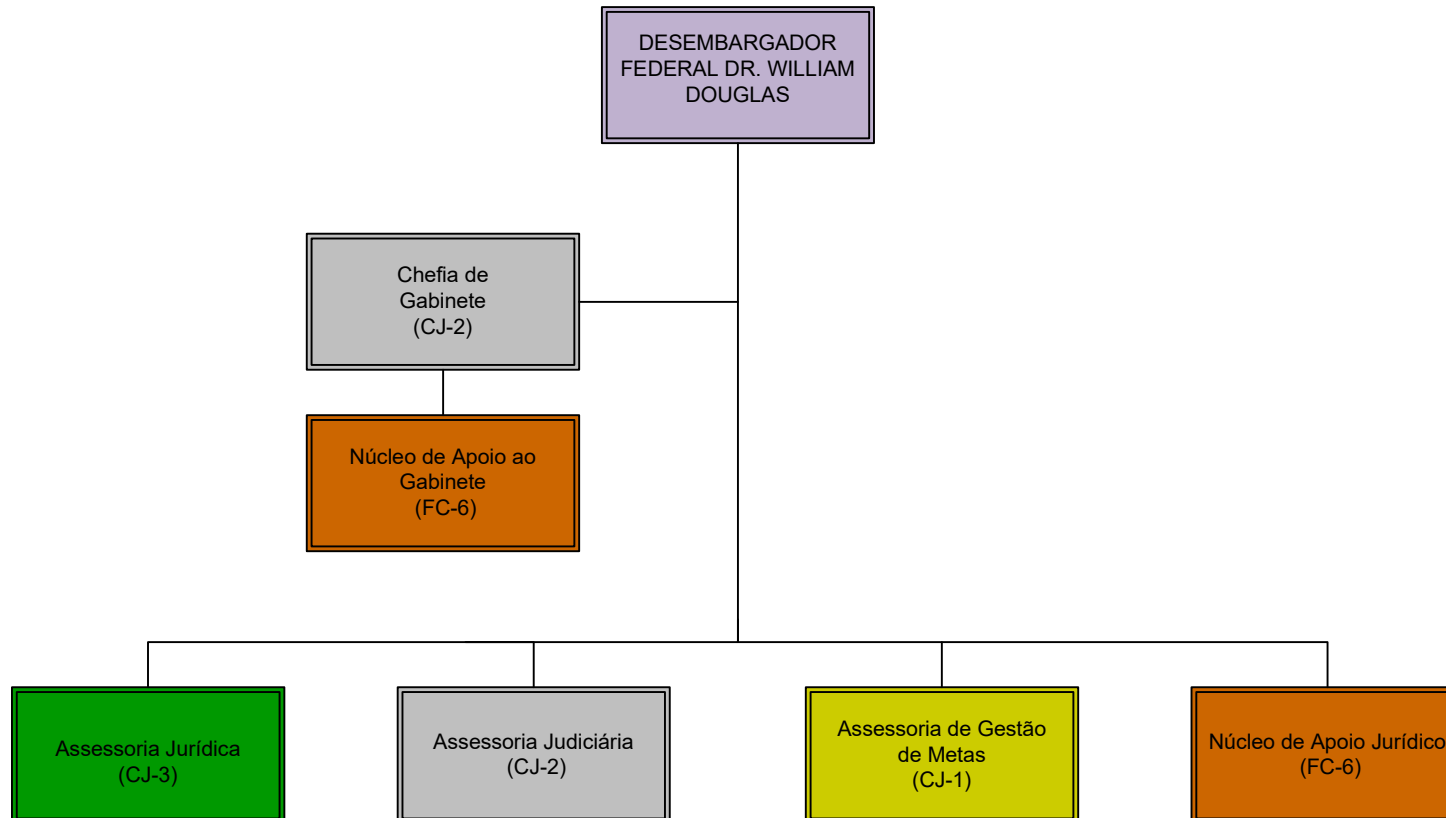 DESEMBARGADOR
FEDERAL DR. WILLIAM
DOUGLAS
Chefia de
Gabinete
(CJ-2)
Núcleo de Apoio ao
Gabinete
(FC-6)
Assessoria Jurídica
(CJ-3)
Assessoria Judiciária
(CJ-2)
Assessoria de Gestão
de Metas
(CJ-1)
Núcleo de Apoio Jurídico
(FC-6)